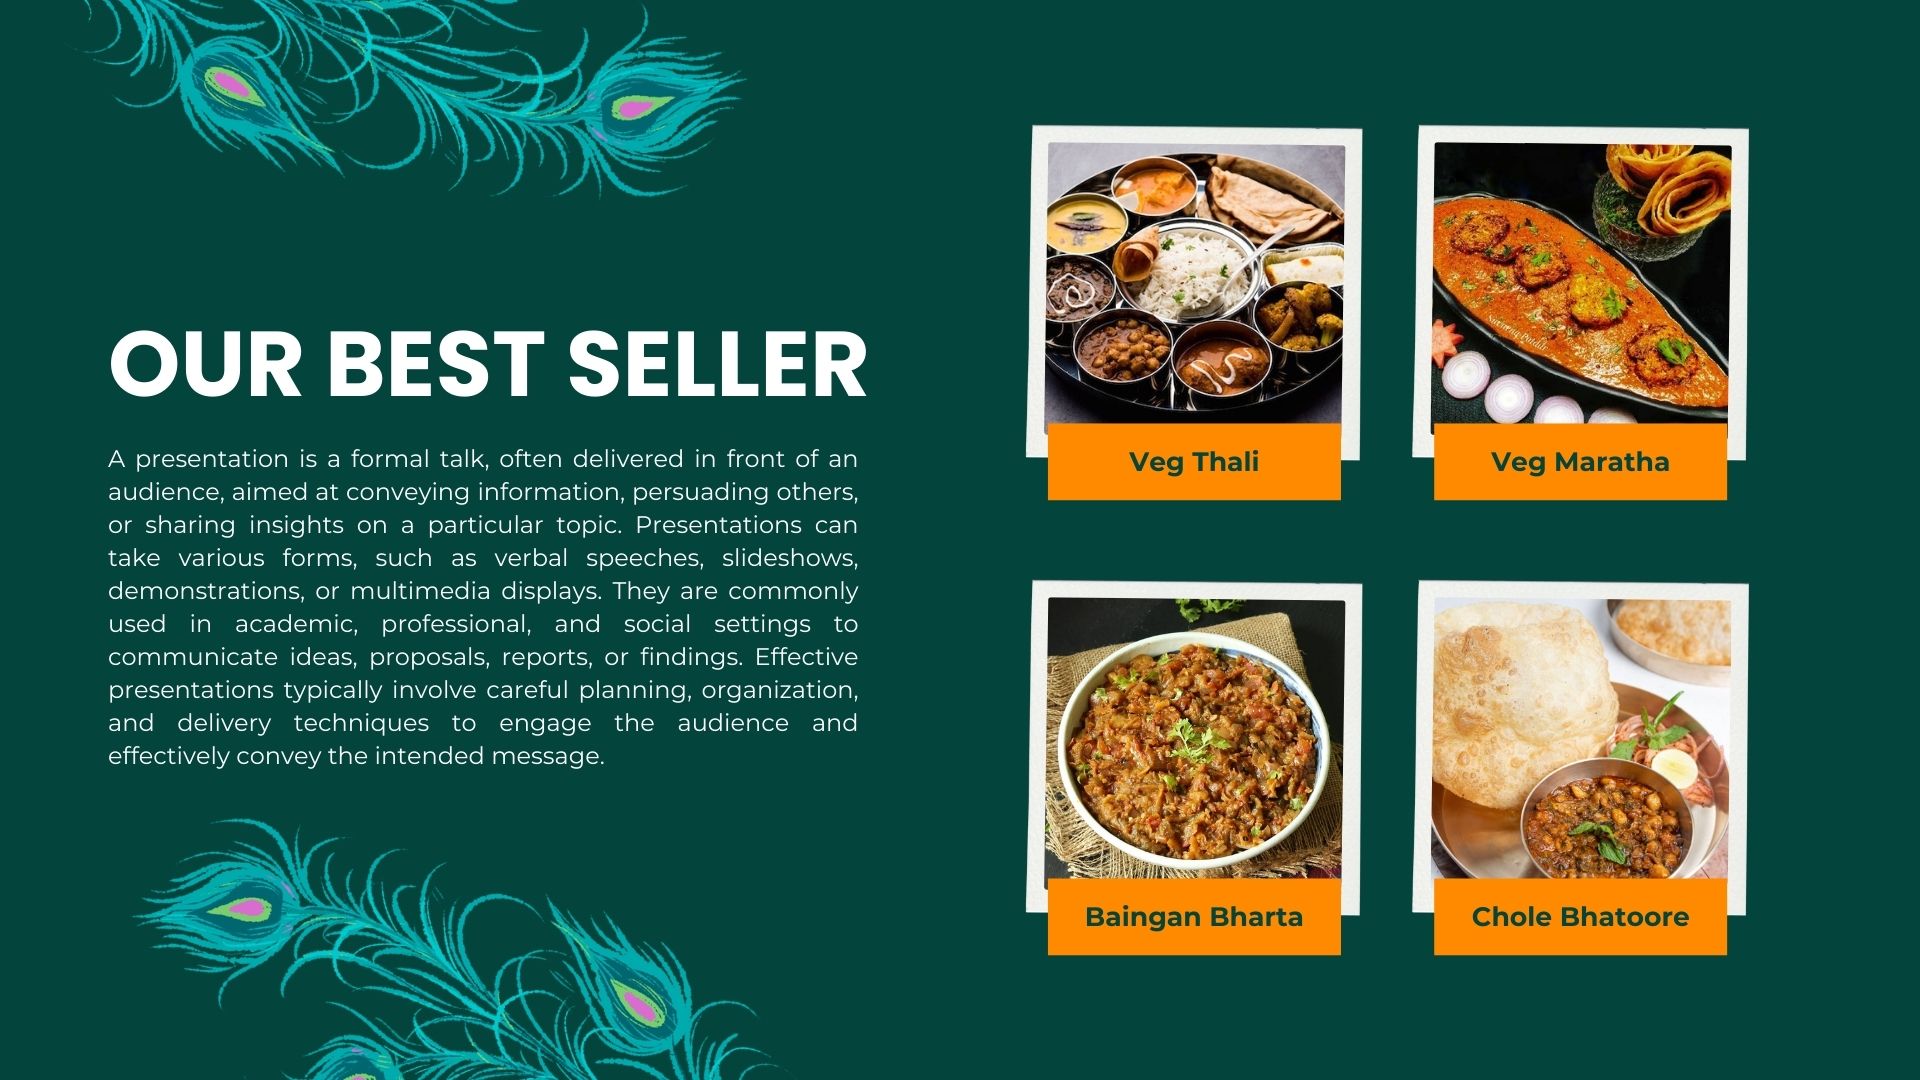 OUR BEST SELLER
A presentation is a formal talk, often delivered in front of an
audience, aimed at conveying information, persuading others,
or sharing insights on a particular topic. Presentations can
take various forms, such as verbal speeches, slideshows,
demonstrations, or multimedia displays. They are commonly
used in academic, professional, and social settings to
communicate ideas, proposals, reports, or findings. Effective
presentations typically involve careful planning, organization,
and delivery techniques to engage the audience and
effectively convey the intended message.
Veg Thali
Veg Maratha
Baingan Bharta
Chole Bhatoore